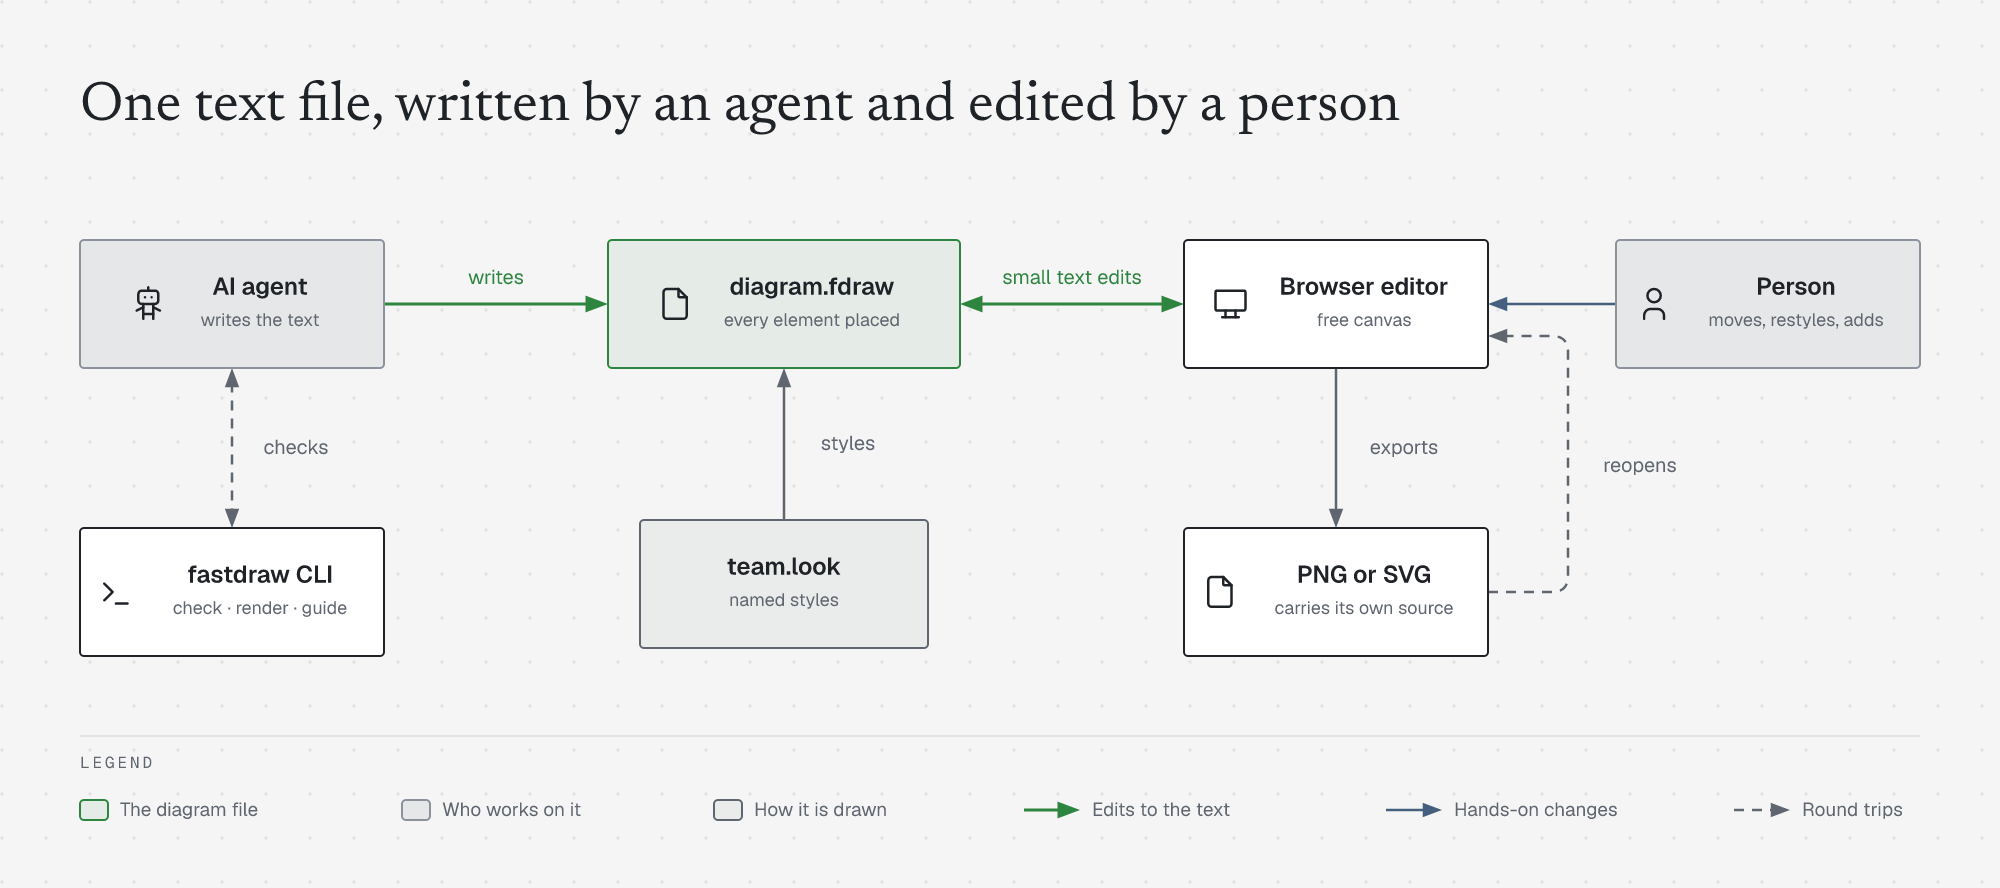 One text file, written by an agent and edited by a person
AI agent
writes the text
writes
diagram.fdraw
every element placed
small text edits
Browser editor
free canvas
Person
moves, restyles, adds
checks
styles
exports
reopens
fastdraw CLI
check · render · guide
team.look
named styles
PNG or SVG
carries its own source
LEGEND
The diagram file
Who works on it
How it is drawn
Edits to the text
Hands-on changes
Round trips